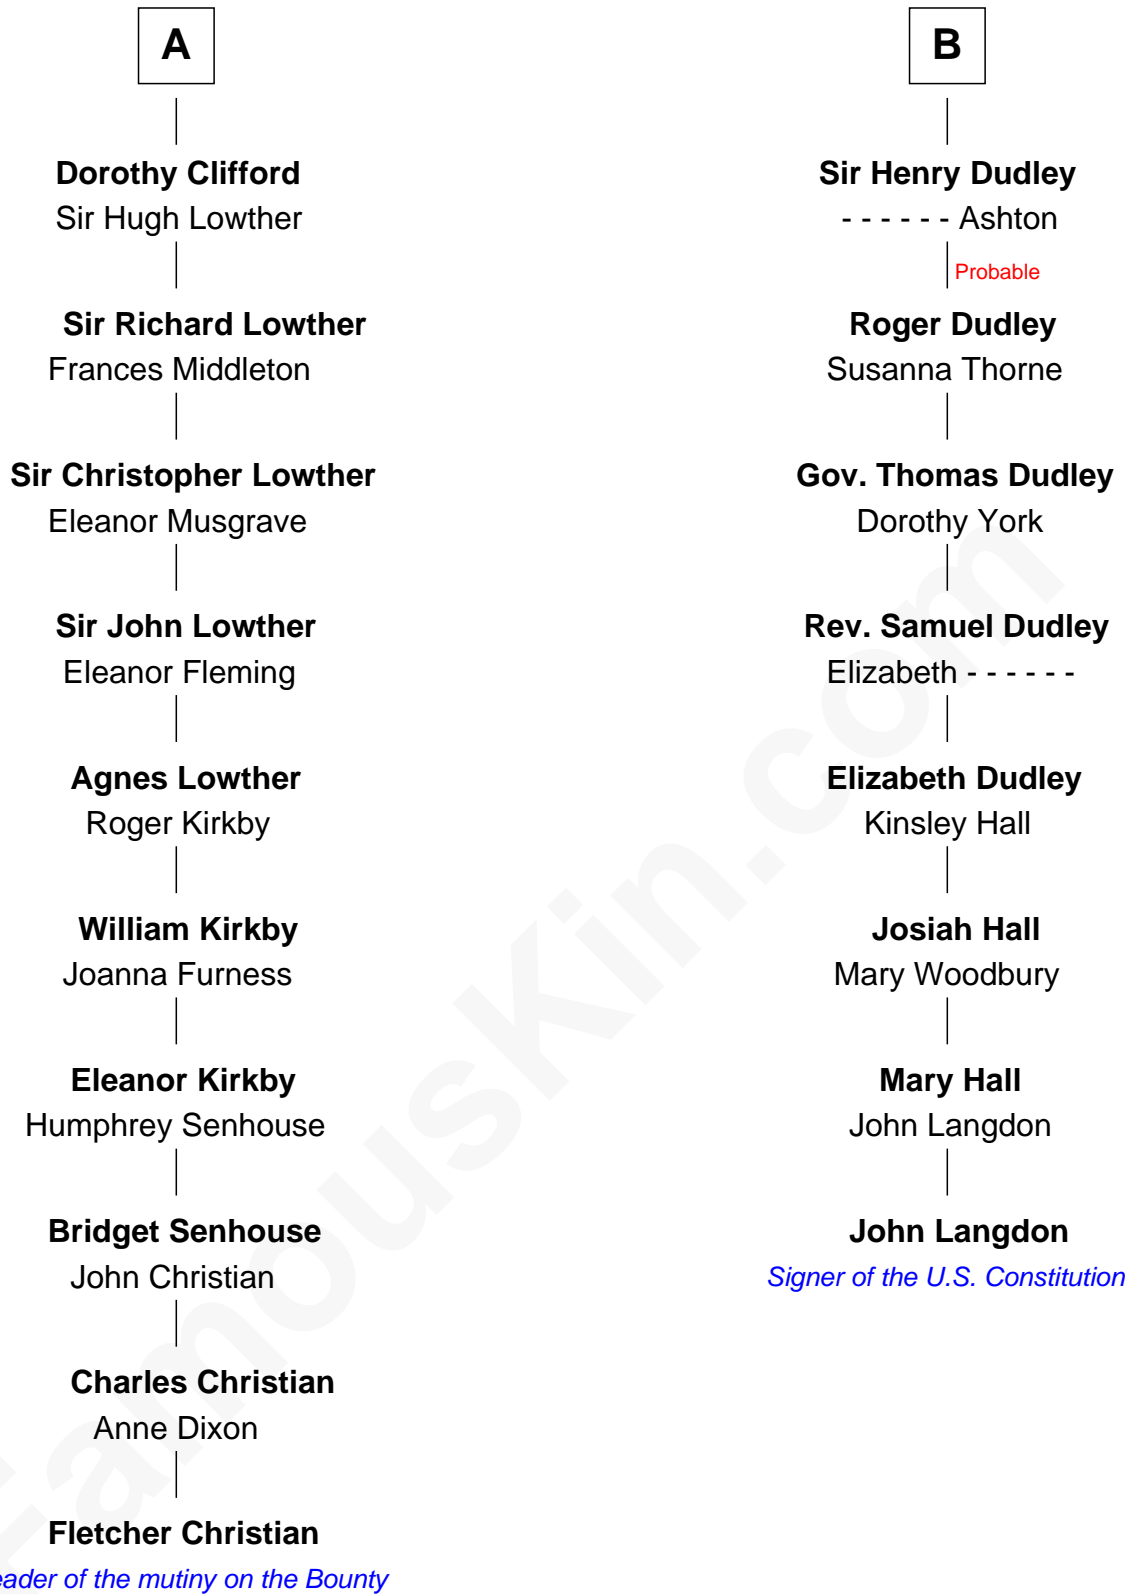 A
Dorothy Clifford
Sir Hugh Lowther
Sir Richard Lowther
Frances Middleton
Sir Christopher Lowther
Eleanor Musgrave
Sir John Lowther
Eleanor Fleming
Agnes Lowther
Roger Kirkby
William Kirkby
Joanna Furness
Eleanor Kirkby
Humphrey Senhouse
Bridget Senhouse
John Christian
Charles Christian
Anne Dixon
Fletcher Christian
eader of the mutiny on the Bounty
B
Sir Henry Dudley
- - - - - - Ashton
Probable
Roger Dudley
Susanna Thorne
Gov. Thomas Dudley
Dorothy York
Rev. Samuel Dudley
Elizabeth - - - - - -
Elizabeth Dudley
Kinsley Hall
Josiah Hall
Mary Woodbury
Mary Hall
John Langdon
John Langdon
Signer of the U.S. Constitution
FamousKin.com